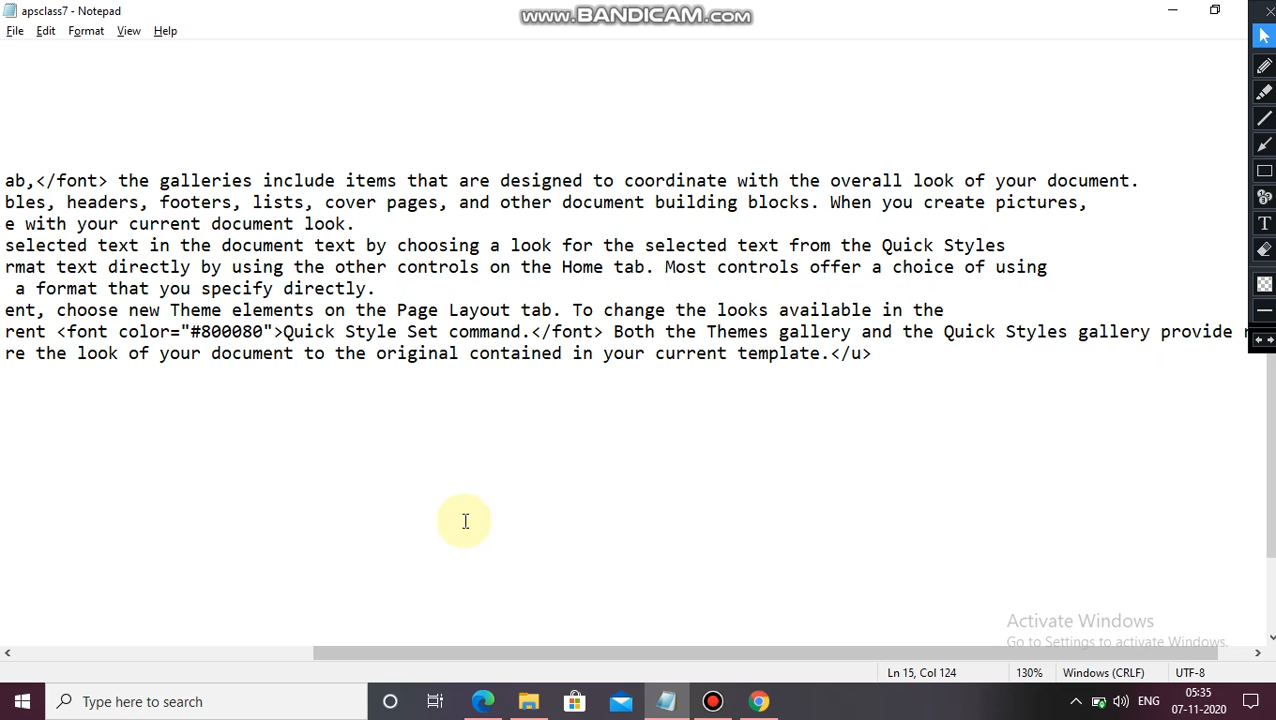 apsclass7 - Notepad
www.BANDICAM.com
File Edit Format View Help
ab,</font> the galleries include items that are designed to coordinate with the overall look of your document.
bles, headers, footers, lists, cover pages, and other document building blocks. When you create pictures,
e with your current document look.
selected text in the document text by choosing a look for the selected text from the Quick Styles
rmat text directly by using the other controls on the Home tab. Most controls offer a choice of using
a format that you specify directly.
ent, choose new Theme elements on the Page Layout tab. To change the looks available in the
rent <font color="#800080">Quick Style Set command.</font> Both the Themes gallery and the Quick Styles gallery provide
re the look of your document to the original contained in your current template.</u>
Activate Windows
Go to Settings to activate Windows.
Ln 15, Col 124 130% Windows (CRLF) UTF-8
Type here to search
ENG
05:35
07-11-2020